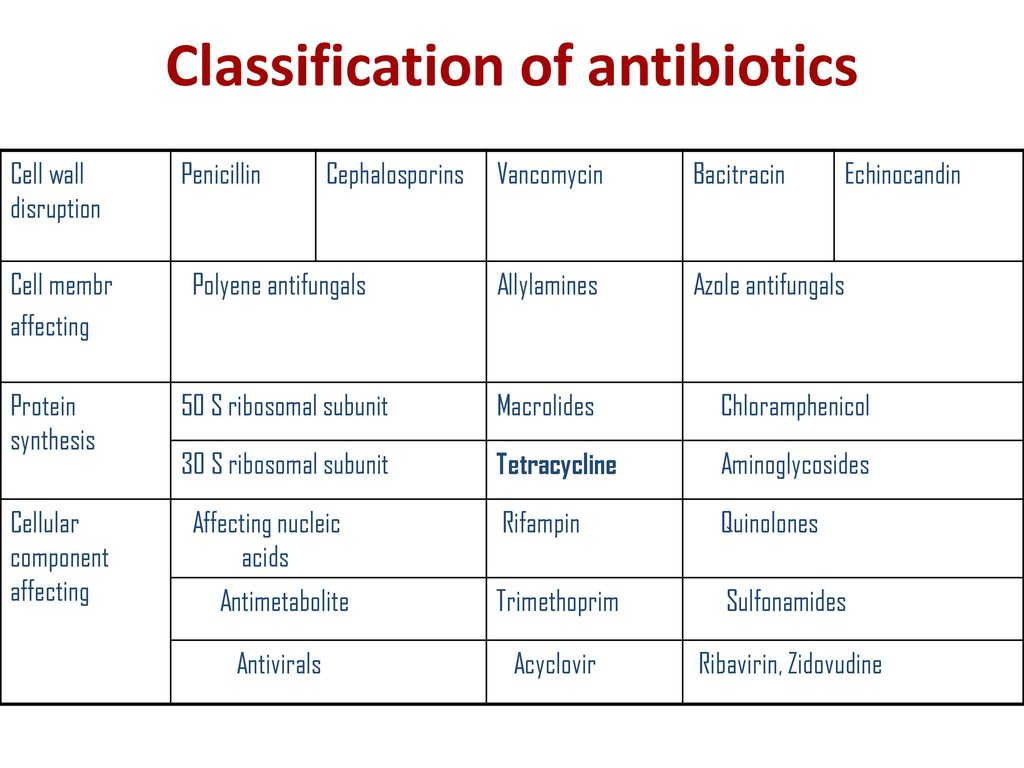 Classification of antibiotics
Cell wall
disruption
Penicillin
Cephalosporins
Vancomycin
Bacitracin
Echinocandin
Cell membr
affecting
Polyene antifungals
Allylamines
Azole antifungals
Protein
synthesis
50 S ribosomal subunit
Macrolides
Chloramphenicol
30 S ribosomal subunit
Tetracycline
Aminoglycosides
Cellular
component
affecting
Affecting nucleic
acids
Rifampin
Quinolones
Antimetabolite
Trimethoprim
Sulfonamides
Antivirals
Acyclovir
Ribavirin, Zidovudine